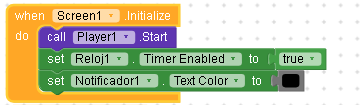 when Screen1 .Initialize
do call Player1 .Start
set Reloj1 . Timer Enabled to true
set Notificador1 . Text Color to